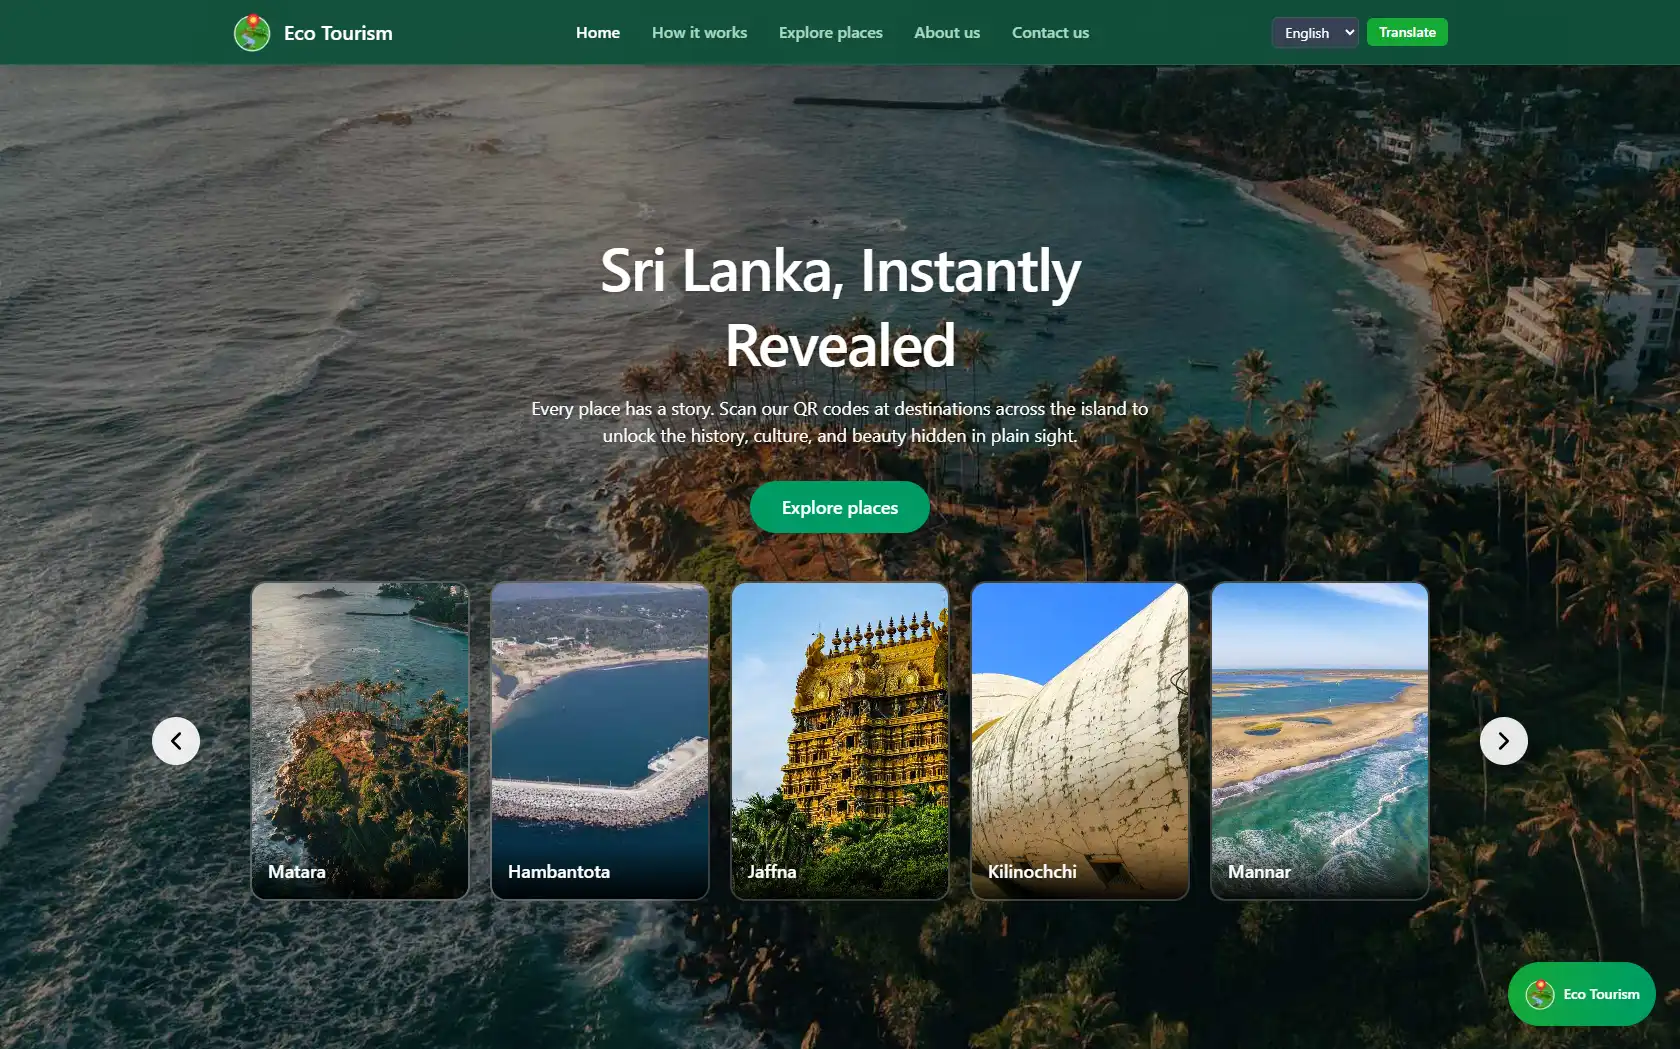 Eco Tourism
Home
How it works
Explore places
About us
Contact us
English
Translate
Sri Lanka, Instantly
Revealed
Every place has a story. Scan our QR codes at destinations across the island to
unlock the history, culture, and beauty hidden in plain sight.
Explore places
Matara
Hambantota
Jaffna
Kilinochchi
Mannar
Eco Tourism